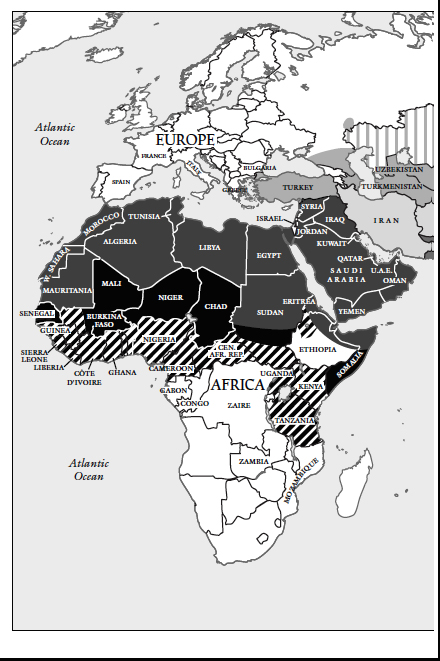 Atlantic
Ocean
EUROPE
FRANCE
ITALY
BULGARIA
SPAIN
GREECE
TURKEY
UZBEKISTAN
TURKMENISTAN
SYRIA
ISRAEL
IRAQ
IRAN
JORDAN
KUWAIT
MOROCCO
TUNISIA
ALGERIA
LIBYA
EGYPT
QATAR
SAUDI
ARABIA
U.A.E.
OMAN
W. SAHARA
MAURITANIA
MALI
NIGER
CHAD
SUDAN
ERITREA
YEMEN
SENEGAL
GUINEA
BURKINA
FASO
NIGERIA
CEN.
AFR. REP.
ETHIOPIA
SOMALIA
SIERRA
LEONE
LIBERIA
CÔTE
D'IVOIRE
GHANA
CAMEROON
GABON
CONGO
AFRICA
ZAIRE
UGANDA
KENYA
TANZANIA
Atlantic
Ocean
ZAMBIA
MOZAMBIQUE